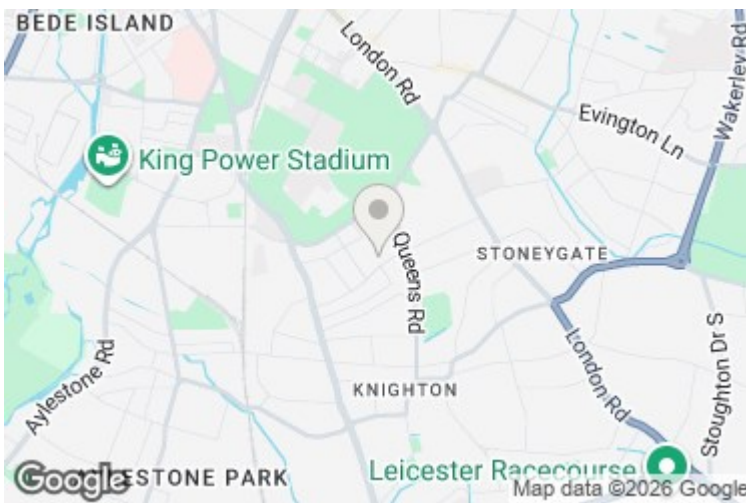 BEDE ISLAND
London Rd
Wakerley Rd
Evington Ln
King Power Stadium
Queens Rd
STONEYGATE
Aylestone Rd
KNIGHTON
London Rd
Stoughton Dr S
Google
AYLESTONE PARK
Leicester Racecourse
Map data ©2026 Google